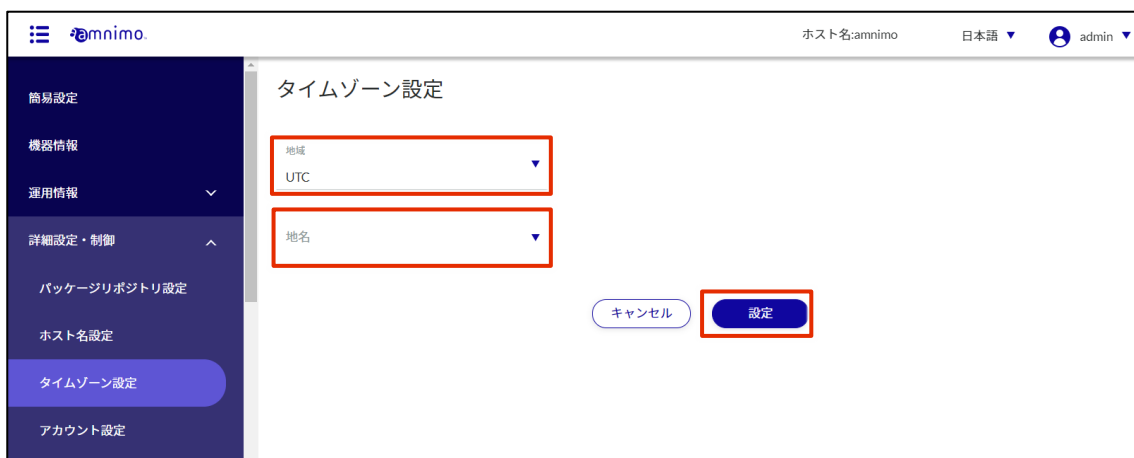 amnimo.
ホスト名:amnimo
日本語
admin
簡易設定
機器情報
運用情報
詳細設定・制御
パッケージリポジトリ設定
ホスト名設定
タイムゾーン設定
アカウント設定
タイムゾーン設定
地域
UTC
地名
キャンセル
設定